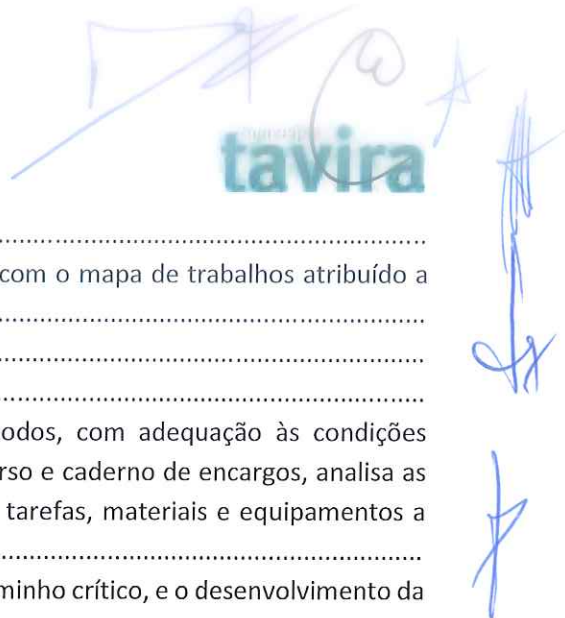 município
tavira
................................................................
com o mapa de trabalhos atribuído a
................................................................
................................................................
................................................................
odos, com adequação às condições
rso e caderno de encargos, analisa as
tarefas, materiais e equipamentos a
................................................................
minho crítico, e o desenvolvimento da